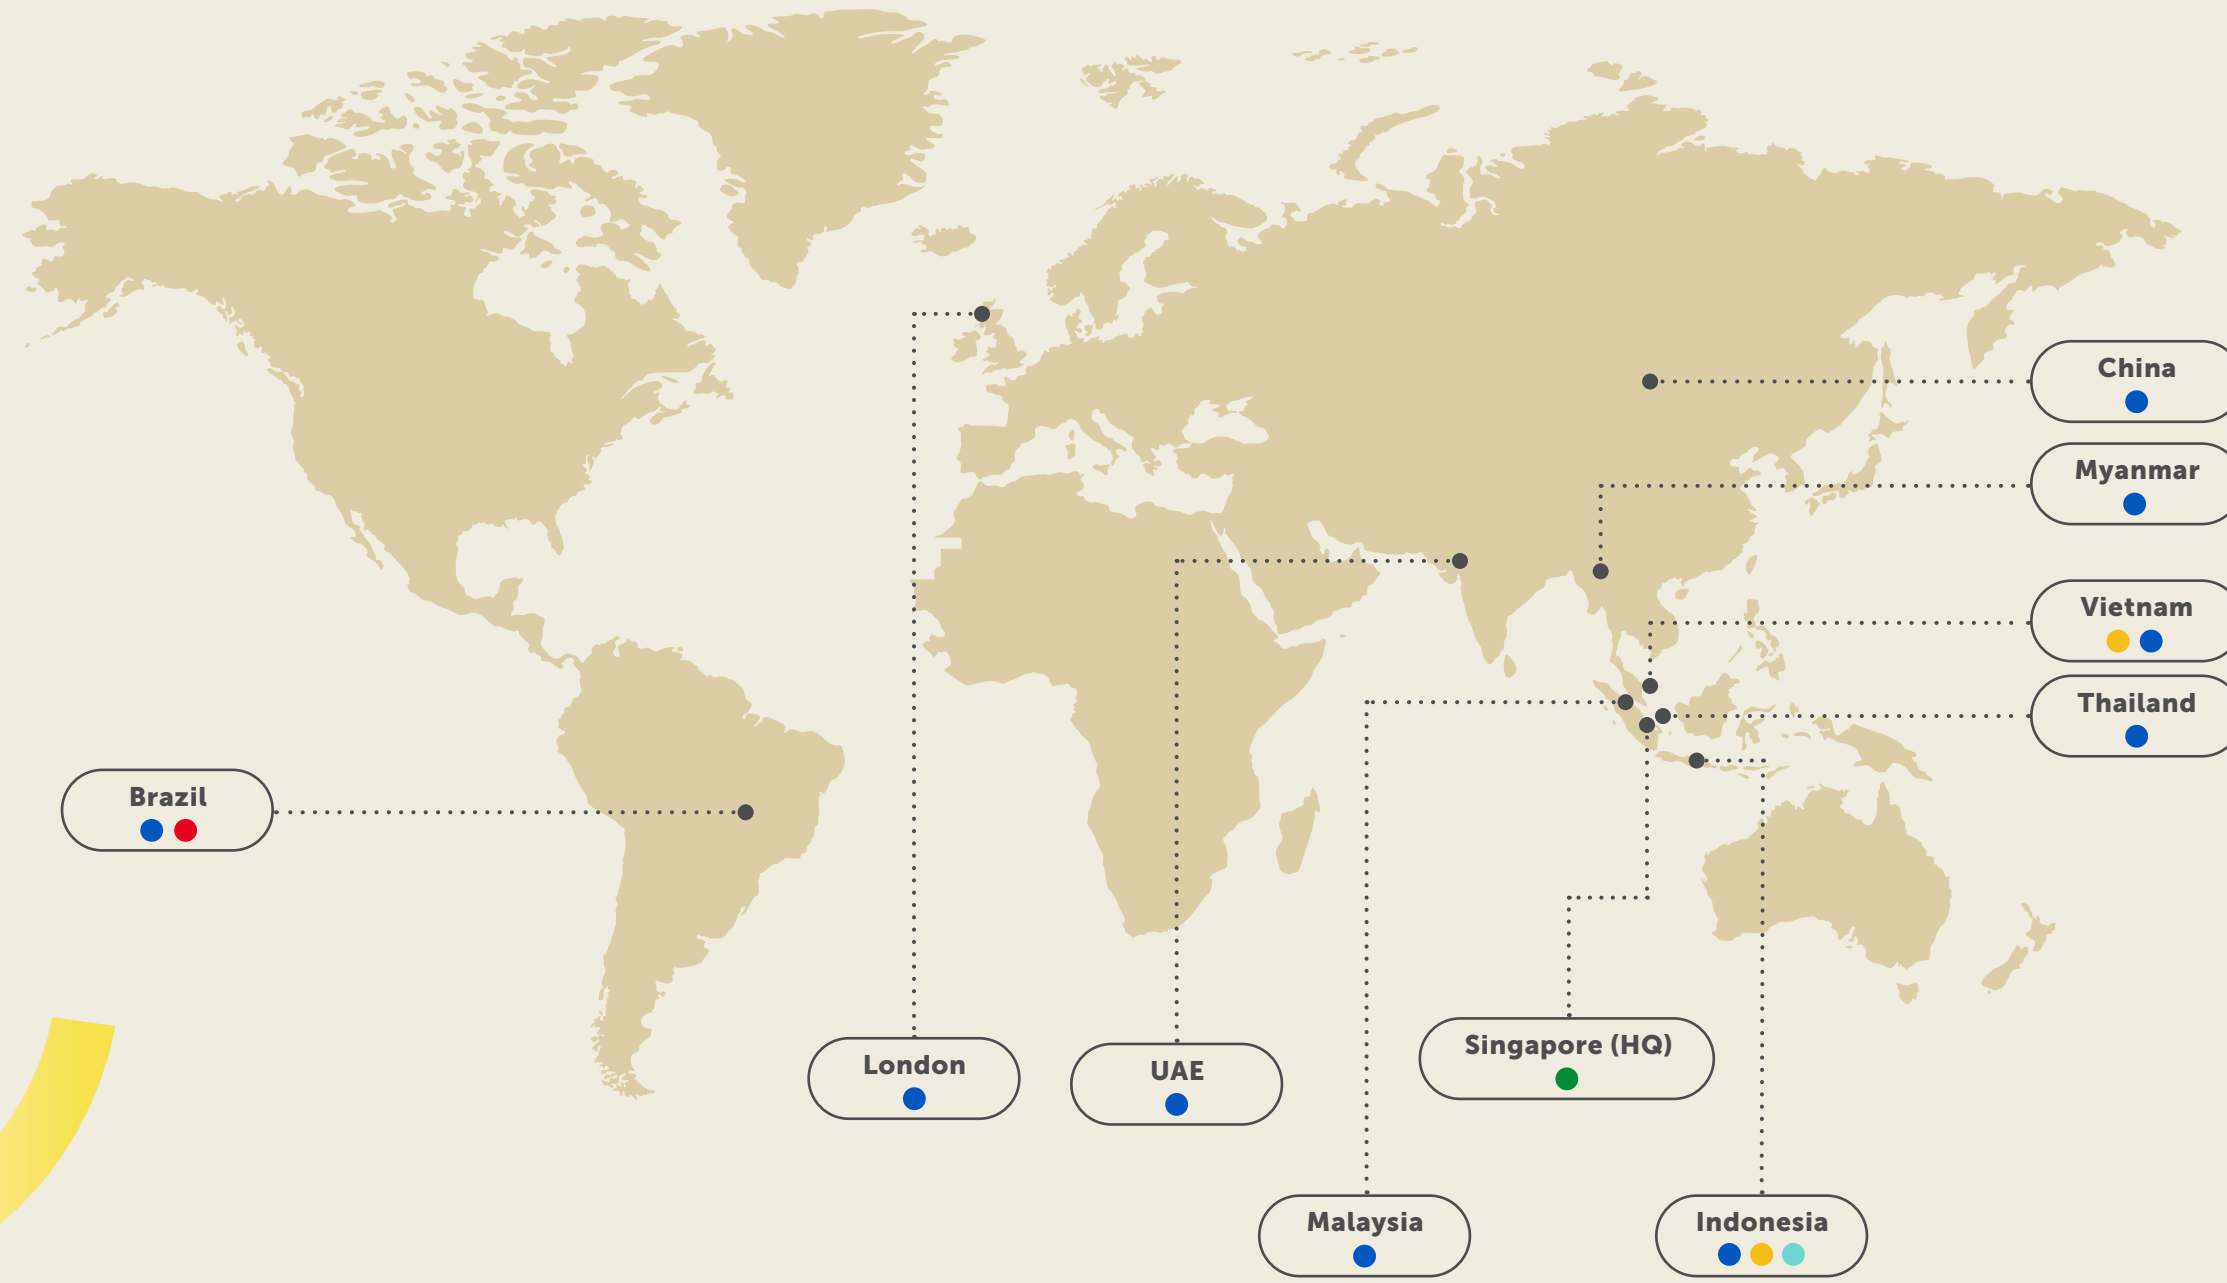 China
Myanmar
Vietnam
Thailand
Brazil
London
UAE
Singapore (HQ)
Malaysia
Indonesia